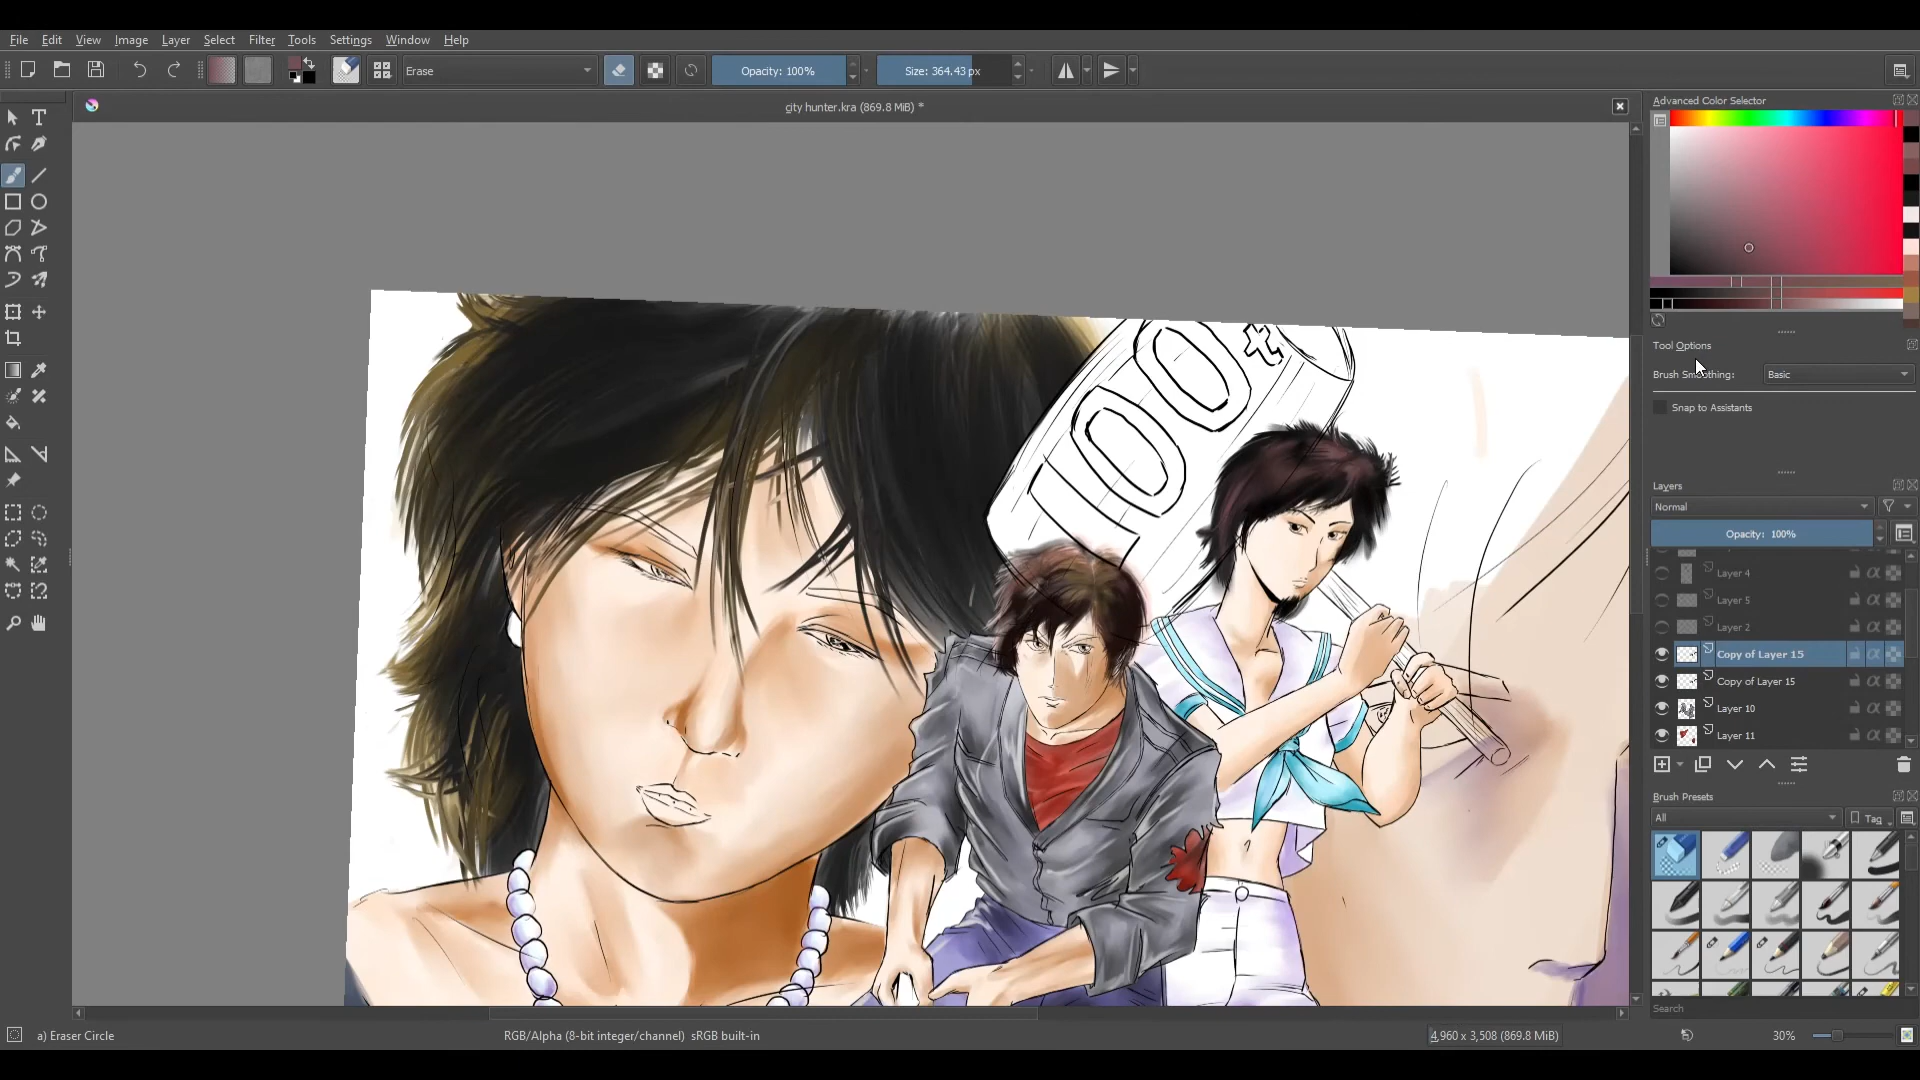 File Edit View Image Layer Select Filter Tools Settings Window Help
Erase Opacity: 100% Size: 364.43 px
city hunter.kra (869.8 MiB) *
Advanced Color Selector
Tool Options
Brush Smoothing: Basic
Snap to Assistants
Layers
Normal
Opacity: 100%
Layer 4
Layer 5
Layer 2
Copy of Layer 15
Copy of Layer 15
Layer 10
Layer 11
Brush Presets
All Tag
Search
100t
a) Eraser Circle RGB/Alpha (8-bit integer/channel) sRGB built-in 4,960 x 3,508 (869.8 MiB) 30%